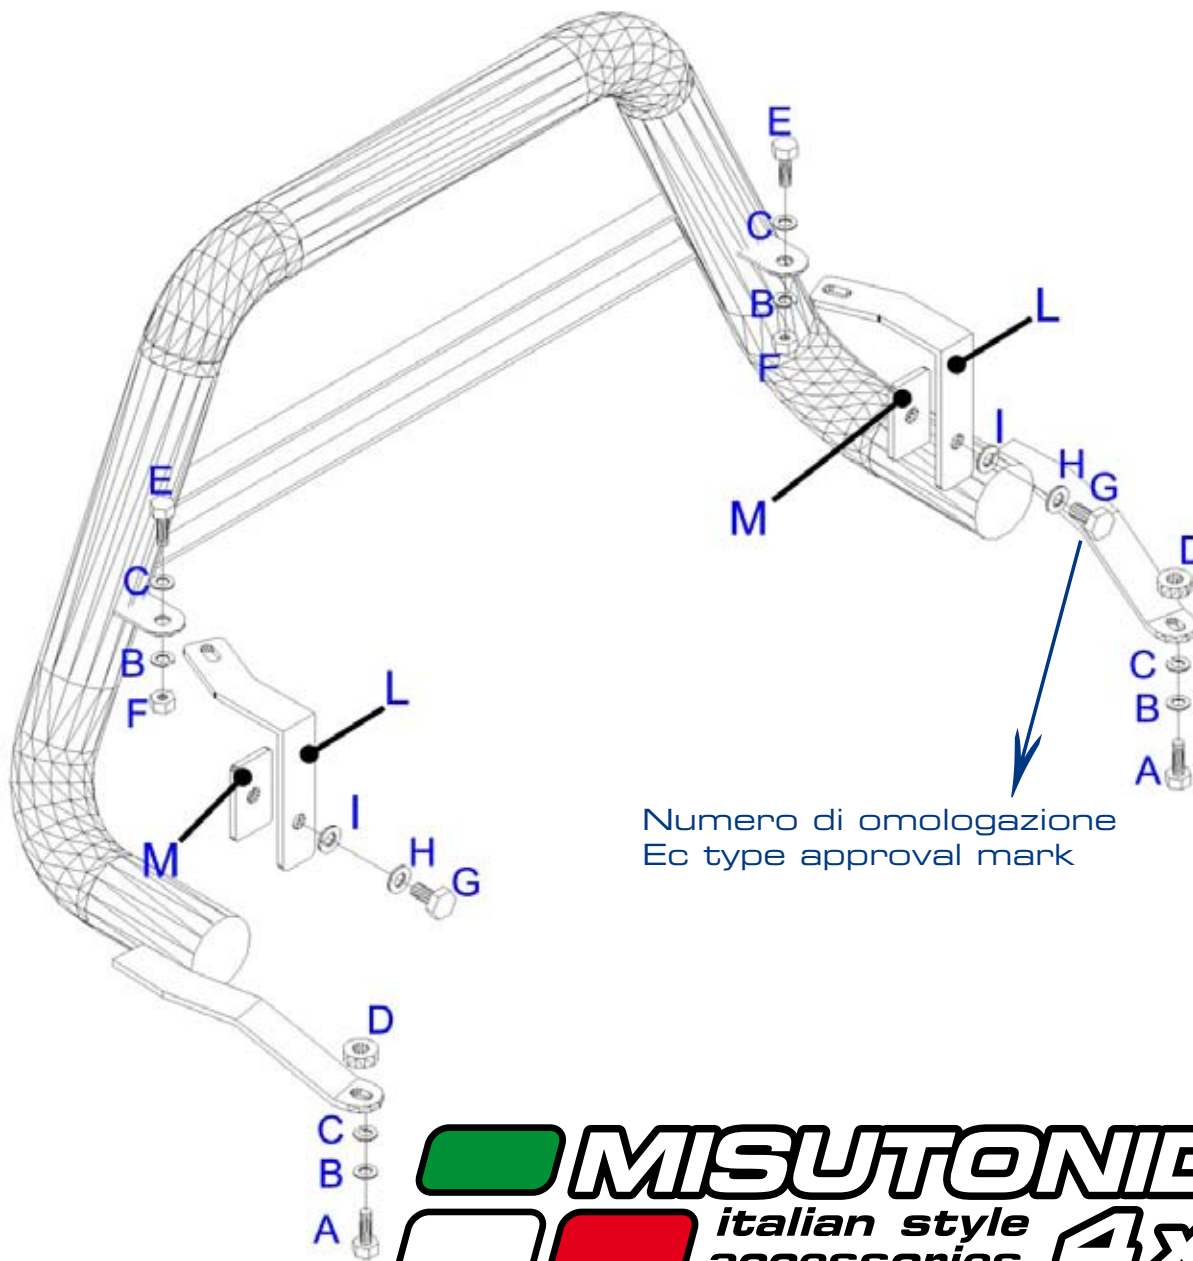 E
C
B
F
L
M
I
H
G
D
C
B
A
E
C
B
F
L
M
I
H
G
Numero di omologazione
Ec type approval mark
D
C
B
A
italian style